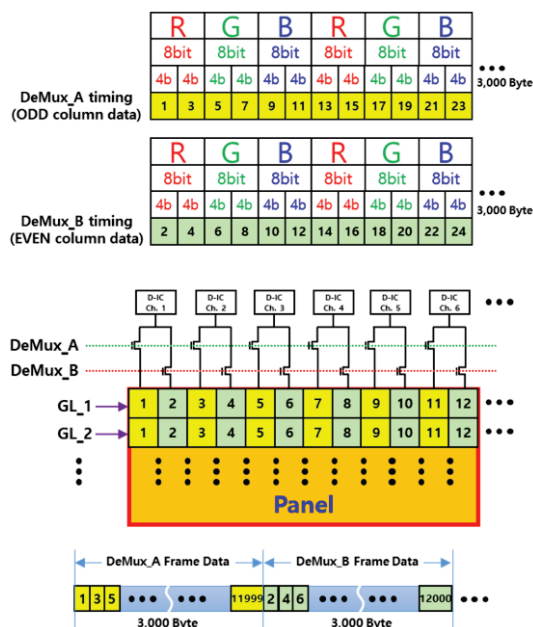 R G B R G B
8bit 8bit 8bit 8bit 8bit 8bit
4b 4b 4b 4b 4b 4b 4b 4b 4b 4b 4b 4b
••• 3,000 Byte
DeMux_A timing
(ODD column data)
1 3 5 7 9 11 13 15 17 19 21 23
R G B R G B
8bit 8bit 8bit 8bit 8bit 8bit
4b 4b 4b 4b 4b 4b 4b 4b 4b 4b 4b 4b
••• 3,000 Byte
DeMux_B timing
(EVEN column data)
2 4 6 8 10 12 14 16 18 20 22 24
D-IC D-IC D-IC D-IC D-IC D-IC •••
Ch. 1 Ch. 2 Ch. 3 Ch. 4 Ch. 5 Ch. 6
DeMux_A
DeMux_B
GL_1 1 2 3 4 5 6 7 8 9 10 11 12 •••
GL_2 1 2 3 4 5 6 7 8 9 10 11 12 •••
Panel
DeMux_A Frame Data DeMux_B Frame Data
1 3 5 ••• ••• 11999 2 4 6 ••• ••• 12000 •••
3,000 Byte 3,000 Byte